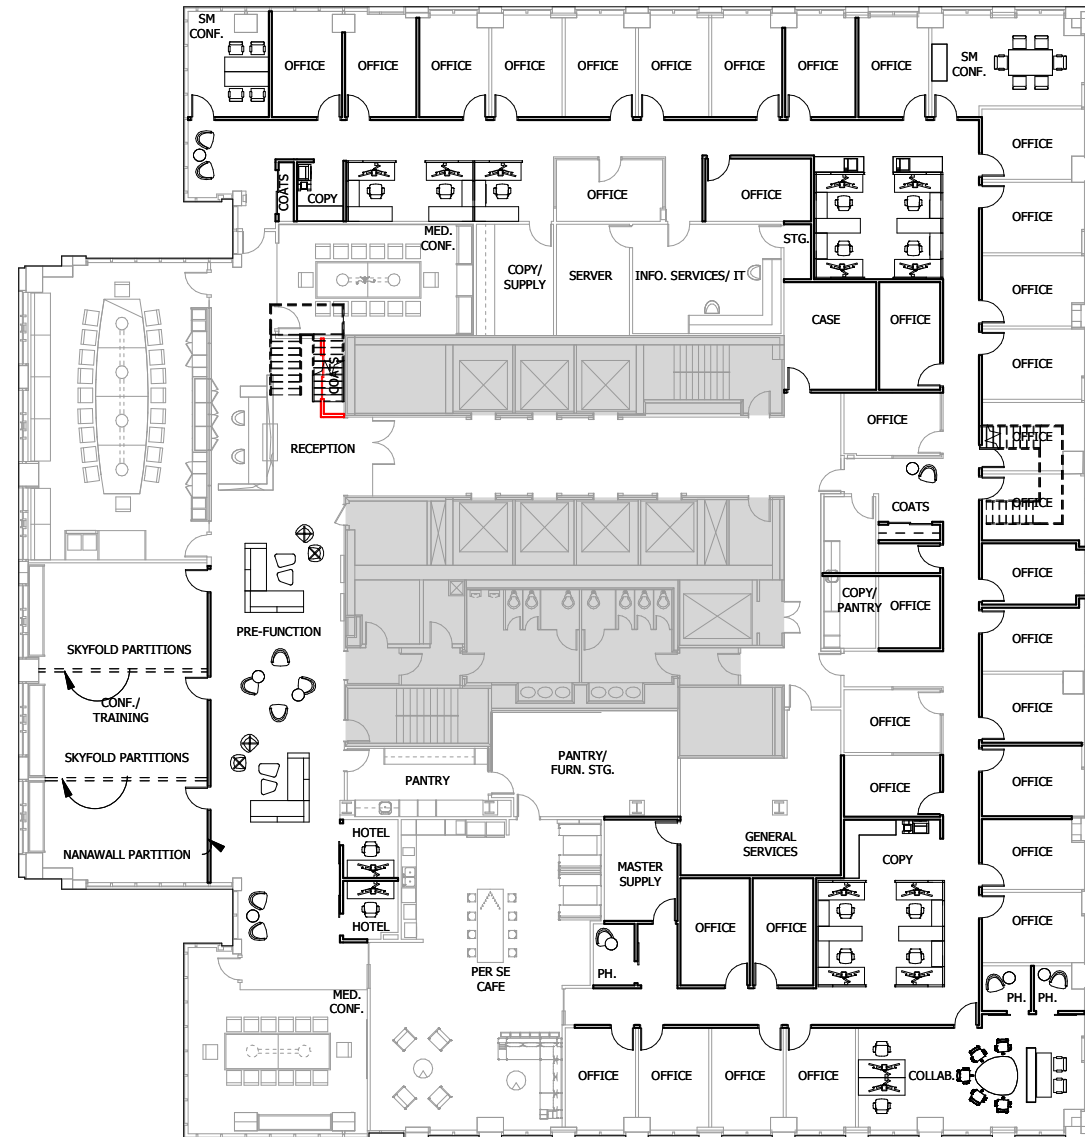 SM
CONF.
OFFICE
OFFICE
OFFICE
OFFICE
OFFICE
OFFICE
OFFICE
OFFICE
OFFICE
SM
CONF.
OFFICE
COATS
COPY
OFFICE
OFFICE
OFFICE
MED.
CONF.
STG.
COPY/
SUPPLY
SERVER
INFO. SERVICES/ IT
OFFICE
CASE
OFFICE
OFFICE
COATS
OFFICE
RECEPTION
OFFICE
OFFICE
COATS
OFFICE
OFFICE
COPY/
PANTRY
OFFICE
PRE-FUNCTION
OFFICE
SKYFOLD PARTITIONS
CONF./
TRAINING
OFFICE
OFFICE
SKYFOLD PARTITIONS
PANTRY/
FURN. STG.
PANTRY
OFFICE
OFFICE
HOTEL
GENERAL
SERVICES
NANAWALL PARTITION
OFFICE
COPY
MASTER
SUPPLY
HOTEL
OFFICE
OFFICE
OFFICE
PER SE
CAFE
PH.
MED.
CONF.
PH.
PH.
OFFICE
OFFICE
OFFICE
OFFICE
COLLAB.